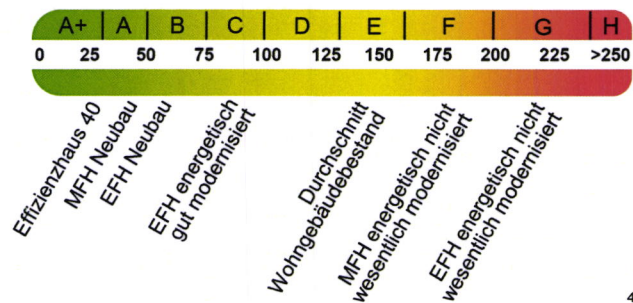 A+ A B C D E F G H
0 25 50 75 100 125 150 175 200 225 >250
Effizienzhaus 40
MFH Neubau
EFH Neubau
EFH energetisch
gut modernisiert
Durchschnitt
Wohngebäudebestand
MFH energetisch nicht
wesentlich modernisiert
EFH energetisch nicht
wesentlich modernisiert